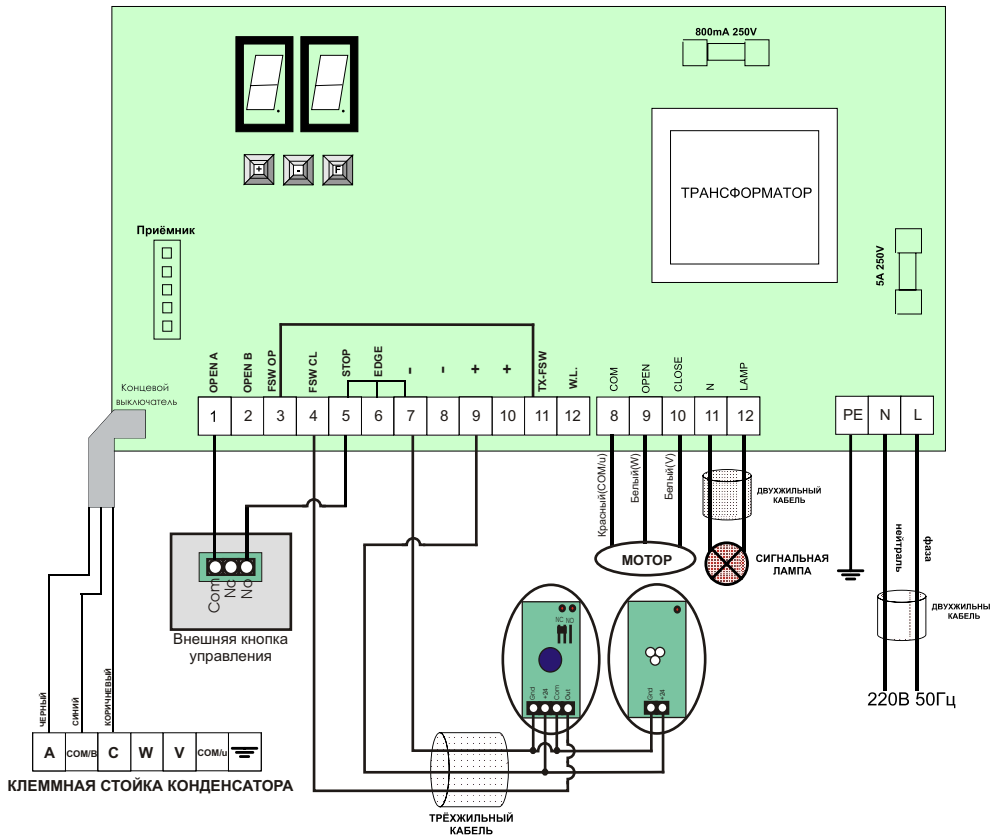 800mA 250V
+ - F
ТРАНСФОРМАТОР
Приёмник
5A 250V
OPEN A
OPEN B
FSW OP
FSW CL
STOP
EDGE
-
-
+
+
TX-FSW
W.L.
COM
OPEN
CLOSE
N
LAMP
Концевой
выключатель
1 2 3 4 5 6 7 8 9 10 11 12
8 9 10 11 12
PE N L
Красный(COM/u)
Белый(W)
Белый(V)
ДВУХЖИЛЬНЫЙ
КАБЕЛЬ
МОТОР
СИГНАЛЬНАЯ
ЛАМПА
нейтраль
фаза
ДВУХЖИЛЬНЫ
КАБЕЛЬ
220В 50Гц
Com
Nc
No
Внешняя кнопка
управления
NC NO
Gnd
+24
Com
Out
Gnd
+24
ЧЕРНЫЙ
СИНИЙ
КОРИЧНЕВЫЙ
A COM/B C W V COM/u
КЛЕММНАЯ СТОЙКА КОНДЕНСАТОРА
ТРЁХЖИЛЬНЫЙ
КАБЕЛЬ